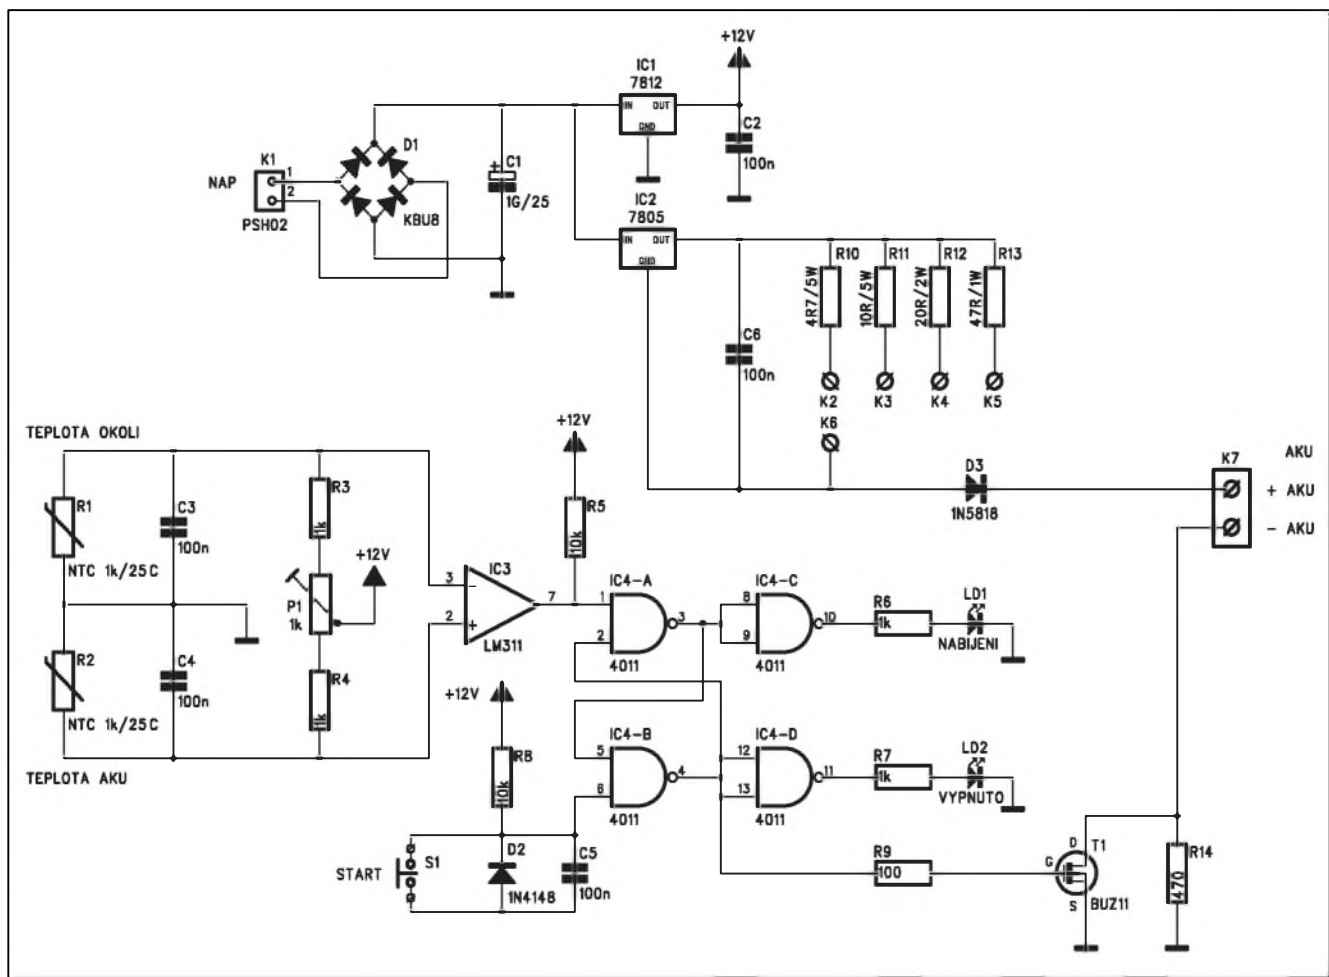 +12V
IC1
7812
IN
OUT
GND
C2
100n
D1
K1
1
2
NAP
PSH02
KBU8
+
C1
1G/25
IC2
7805
IN
OUT
GND
R10
4R7/5W
R11
10R/5W
R12
20R/2W
R13
47R/1W
C6
100n
K2
K3
K4
K5
K6
TEPLOTA OKOLI
+12V
R1
NTC 1k/25C
C3
100n
R3
1k
P1
1k
+12V
R5
10k
D3
1N5818
K7
AKU
+ AKU
- AKU
3
-
2
+
IC3
7
LM311
IC4-A
1
2
3
4011
IC4-C
8
9
10
4011
R6
1k
LD1
NABIJENI
R2
NTC 1k/25C
C4
100n
R4
1k
TEPLOTA AKU
+12V
R8
10k
IC4-B
5
6
4
4011
IC4-D
12
13
11
4011
R7
1k
LD2
VYPNUTO
START
S1
D2
1N4148
C5
100n
R9
100
D
G
S
T1
BUZ11
R14
470